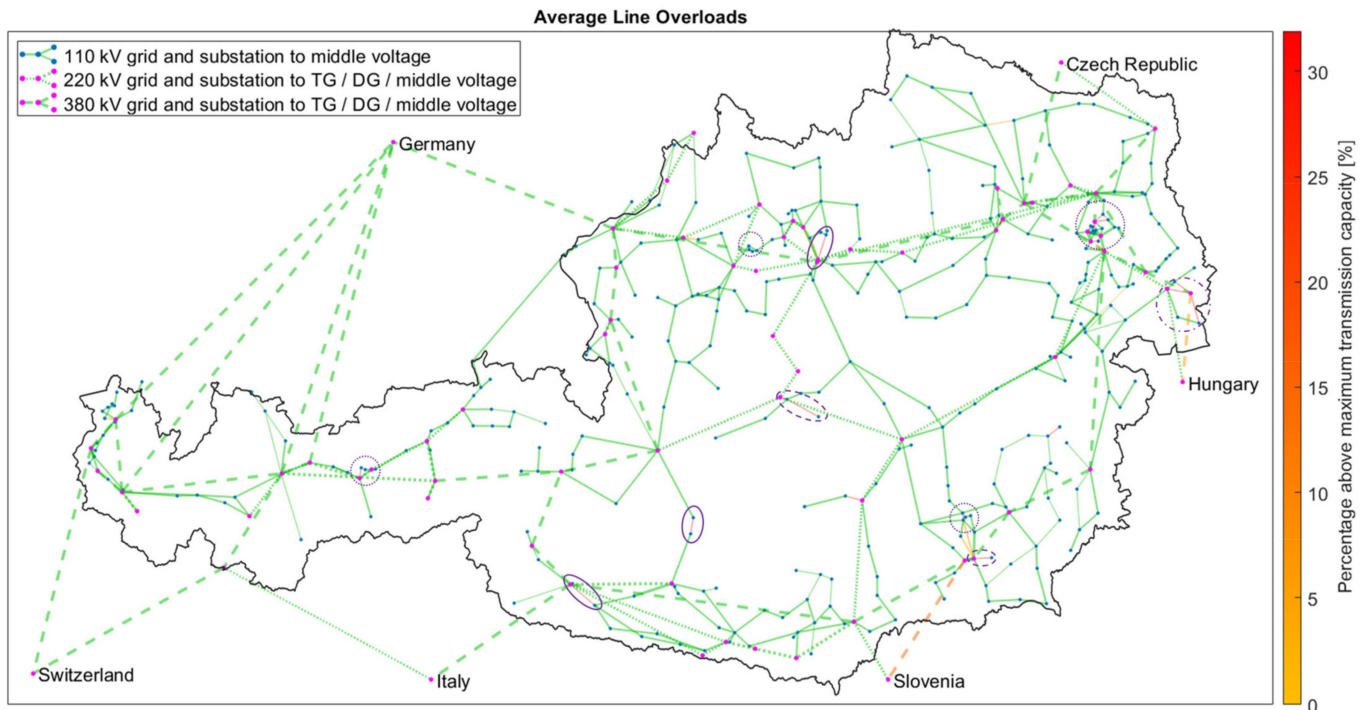 Average Line Overloads
110 kV grid and substation to middle voltage
220 kV grid and substation to TG / DG / middle voltage
380 kV grid and substation to TG / DG / middle voltage
Czech Republic
Germany
Hungary
Switzerland
Italy
Slovenia
30
25
20
15
10
5
0
Percentage above maximum transmission capacity [%]